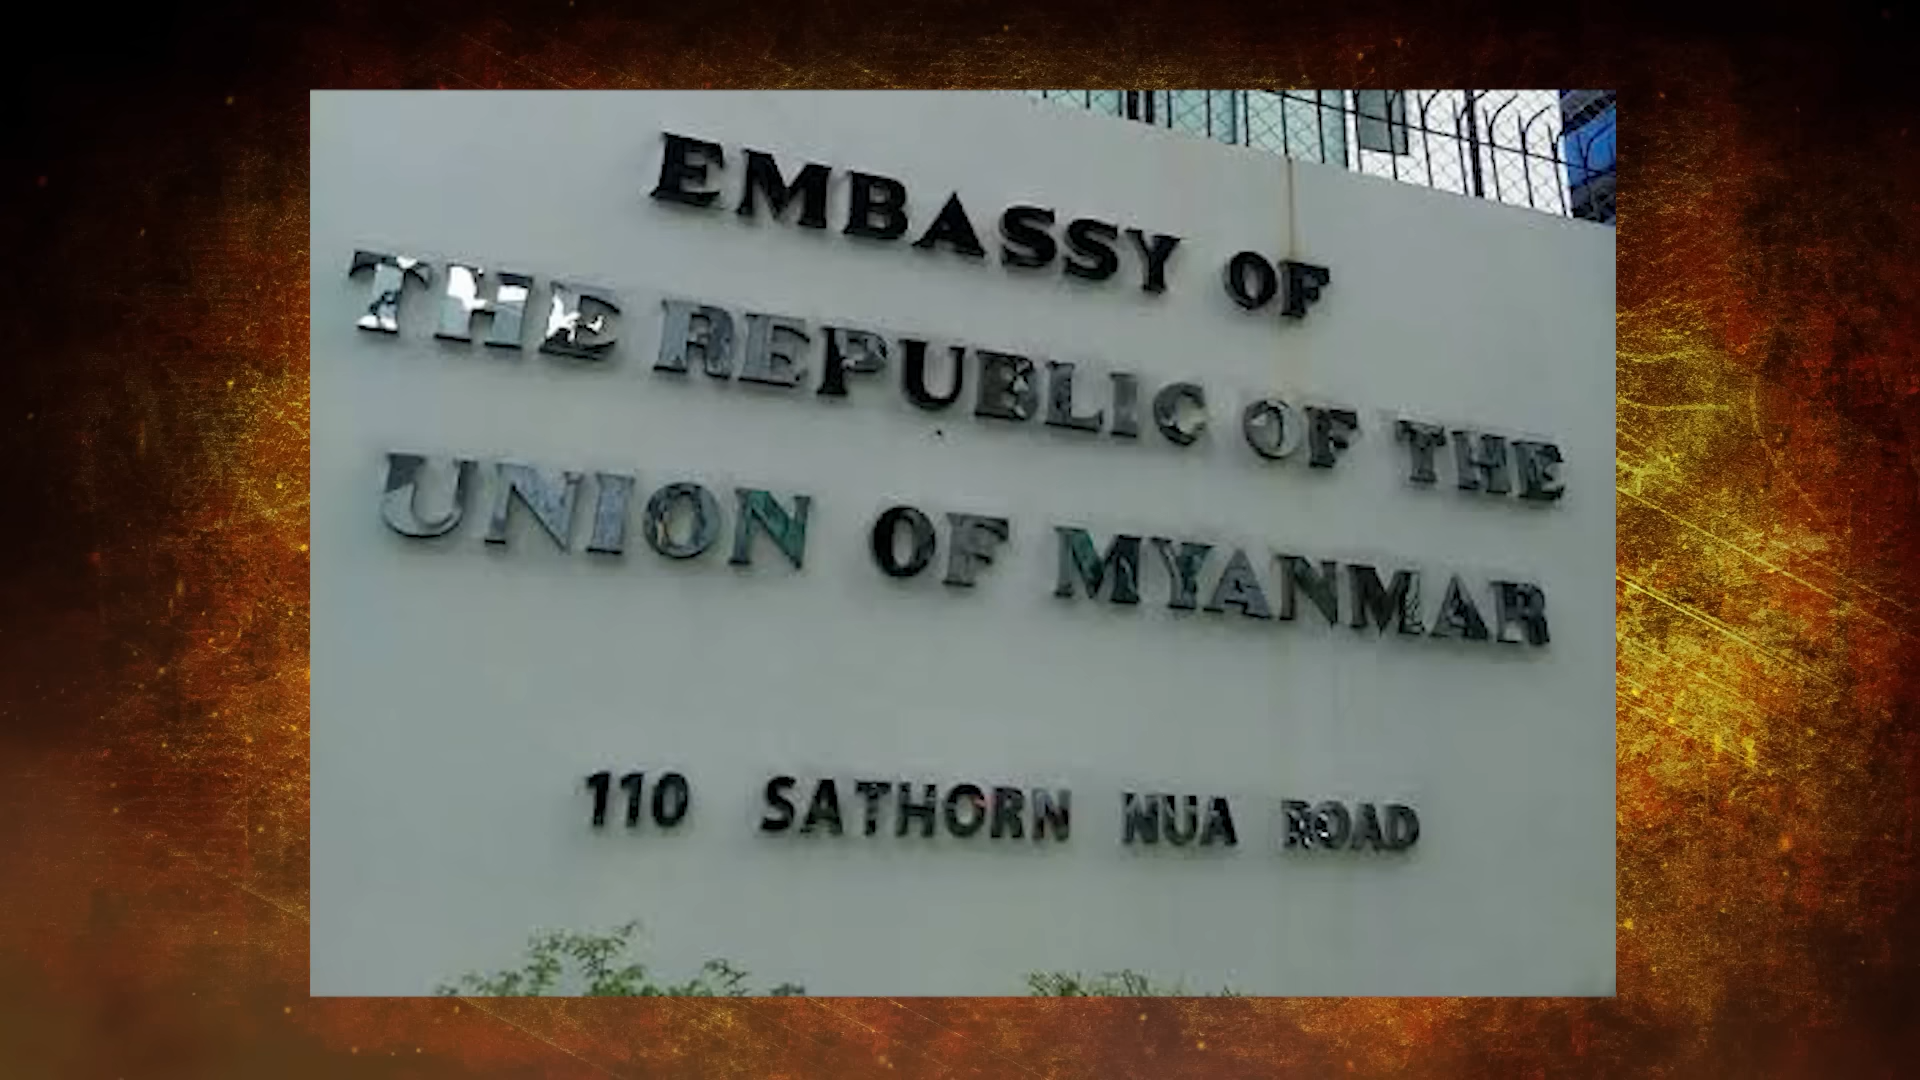 EMBASSY OF
THE REPUBLIC OF THE
UNION OF MYANMAR
110 SATHORN NUA ROAD